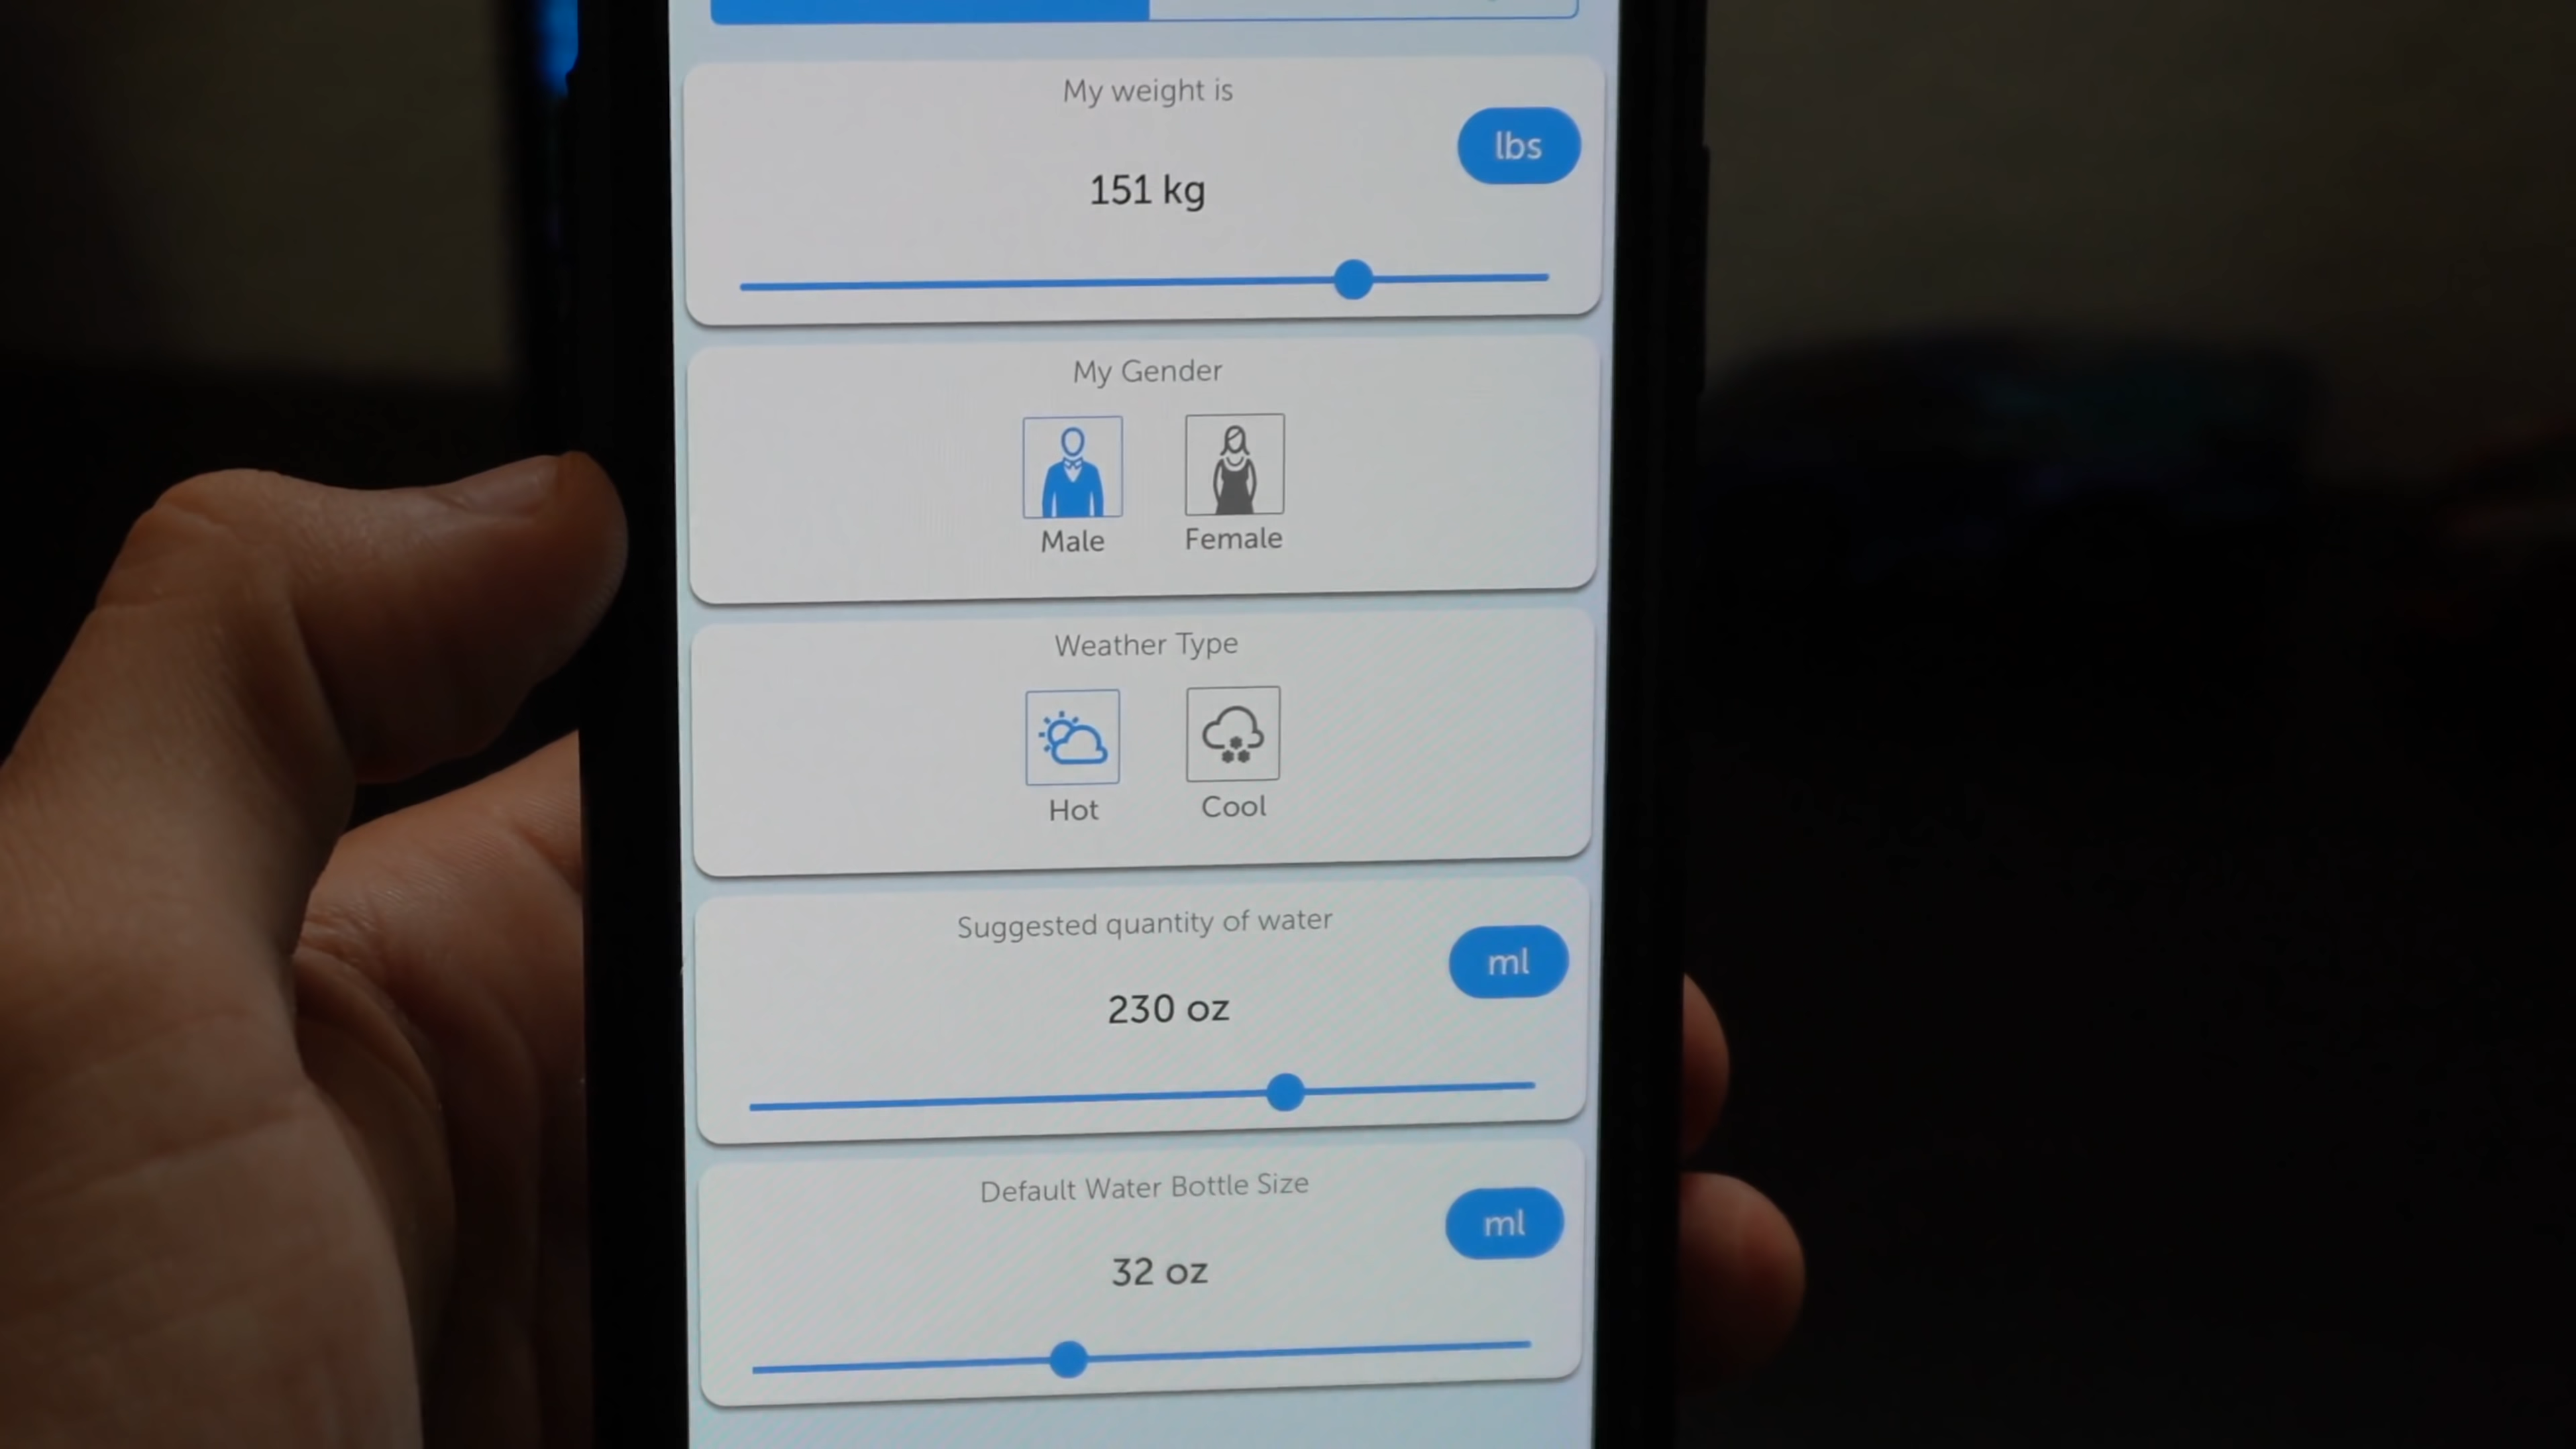 My weight is
lbs
151 kg
My Gender
Male Female
Weather Type
Hot Cool
Suggested quantity of water
ml
230 oz
Default Water Bottle Size
ml
32 oz